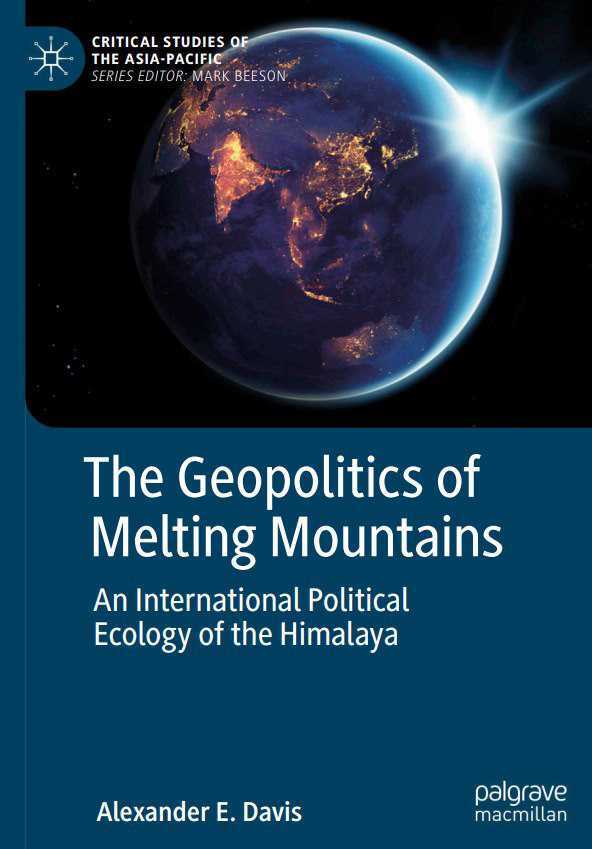 CRITICAL STUDIES OF
THE ASIA-PACIFIC
SERIES EDITOR: MARK BEESON
The Geopolitics of
Melting Mountains
An International Political
Ecology of the Himalaya
Alexander E. Davis
palgrave
macmillan